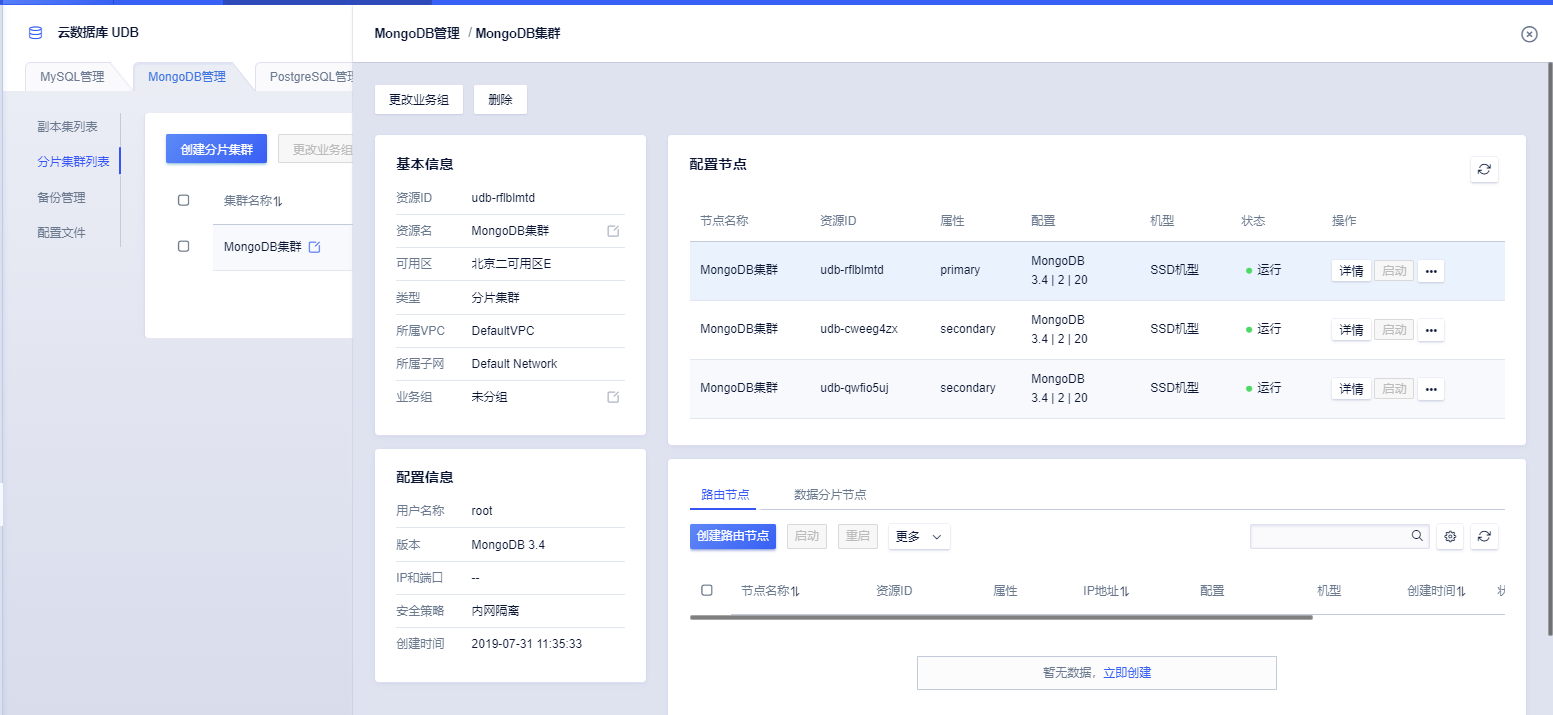 云数据库 UDB
MySQL管理
MongoDB管理
PostgreSQL管理
副本集列表
分片集群列表
备份管理
配置文件
创建分片集群
更改业务组
集群名称
MongoDB集群
MongoDB管理 / MongoDB集群
更改业务组
删除
基本信息
资源ID udb-rflblmtd
资源名 MongoDB集群
可用区 北京二可用区E
类型 分片集群
所属VPC DefaultVPC
所属子网 Default Network
业务组 未分组
配置信息
用户名称 root
版本 MongoDB 3.4
IP和端口 --
安全策略 内网隔离
创建时间 2019-07-31 11:35:33
配置节点
节点名称 资源ID 属性 配置 机型 状态 操作
MongoDB集群 udb-rflblmtd primary MongoDB 3.4 | 2 | 20 SSD机型 运行 详情 启动 •••
MongoDB集群 udb-cweeg4zx secondary MongoDB 3.4 | 2 | 20 SSD机型 运行 详情 启动 •••
MongoDB集群 udb-qwfio5uj secondary MongoDB 3.4 | 2 | 20 SSD机型 运行 详情 启动 •••
路由节点 数据分片节点
创建路由节点 启动 重启 更多
节点名称 资源ID 属性 IP地址 配置 机型 创建时间
暂无数据，立即创建